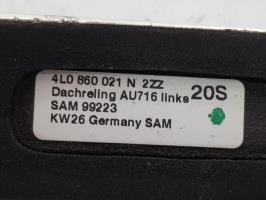 4L0 860 021 N 2ZZ
Dachreling AU716 links 20S
SAM 99223
KW26 Germany SAM